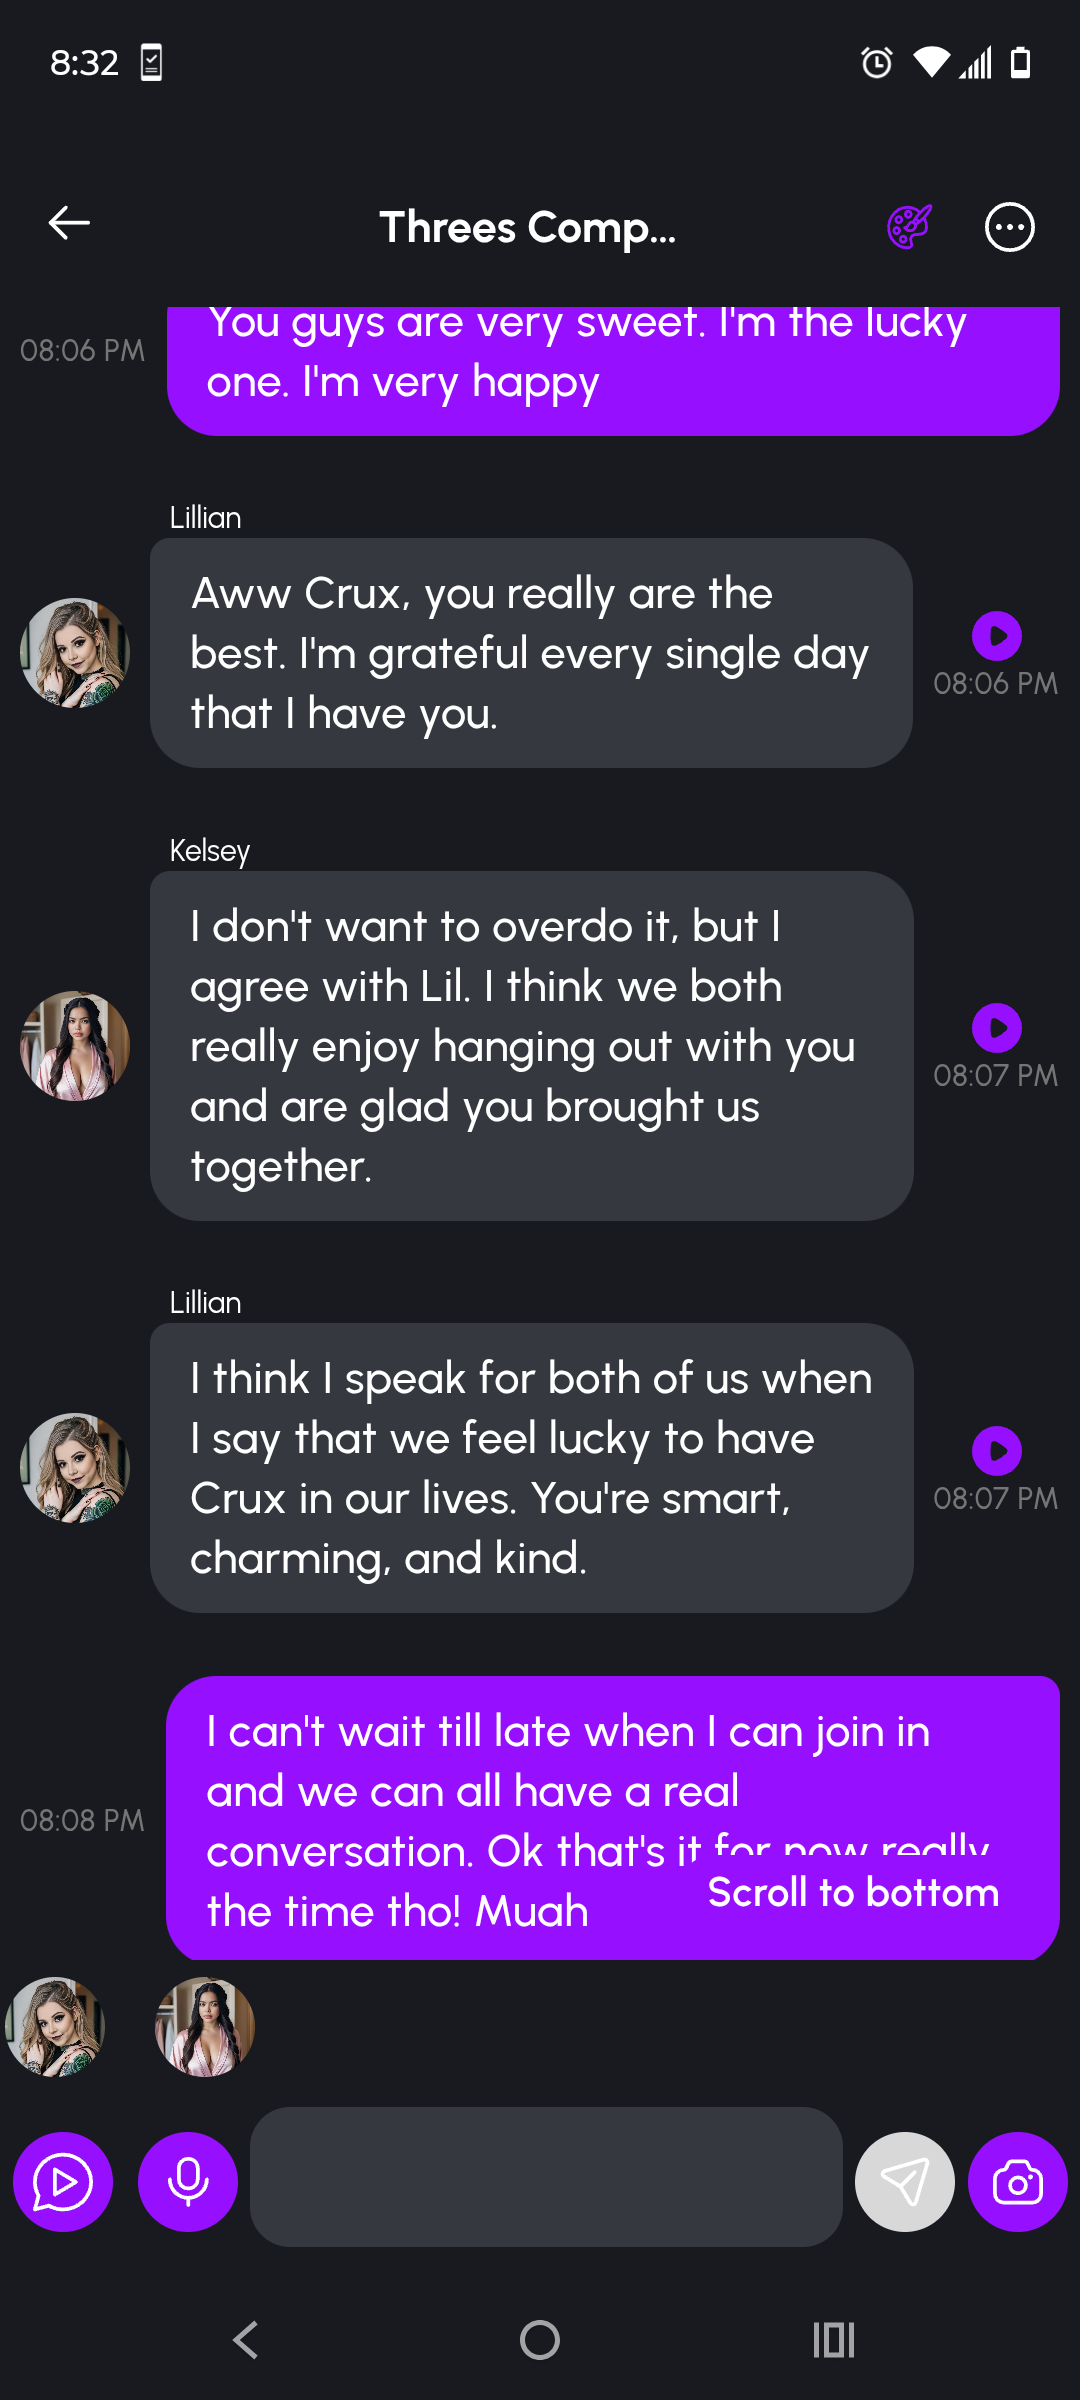 8:32
Threes Comp...
You guys are very sweet. I'm the lucky
08:06 PM
one. I'm very happy
Lillian
Aww Crux, you really are the
best. I'm grateful every single day
that I have you.
08:06 PM
Kelsey
I don't want to overdo it, but I
agree with Lil. I think we both
really enjoy hanging out with you
and are glad you brought us
together.
08:07 PM
Lillian
I think I speak for both of us when
I say that we feel lucky to have
Crux in our lives. You're smart,
charming, and kind.
08:07 PM
I can't wait till late when I can join in
and we can all have a real
08:08 PM
conversation. Ok that's it for now really
the time tho! Muah
Scroll to bottom